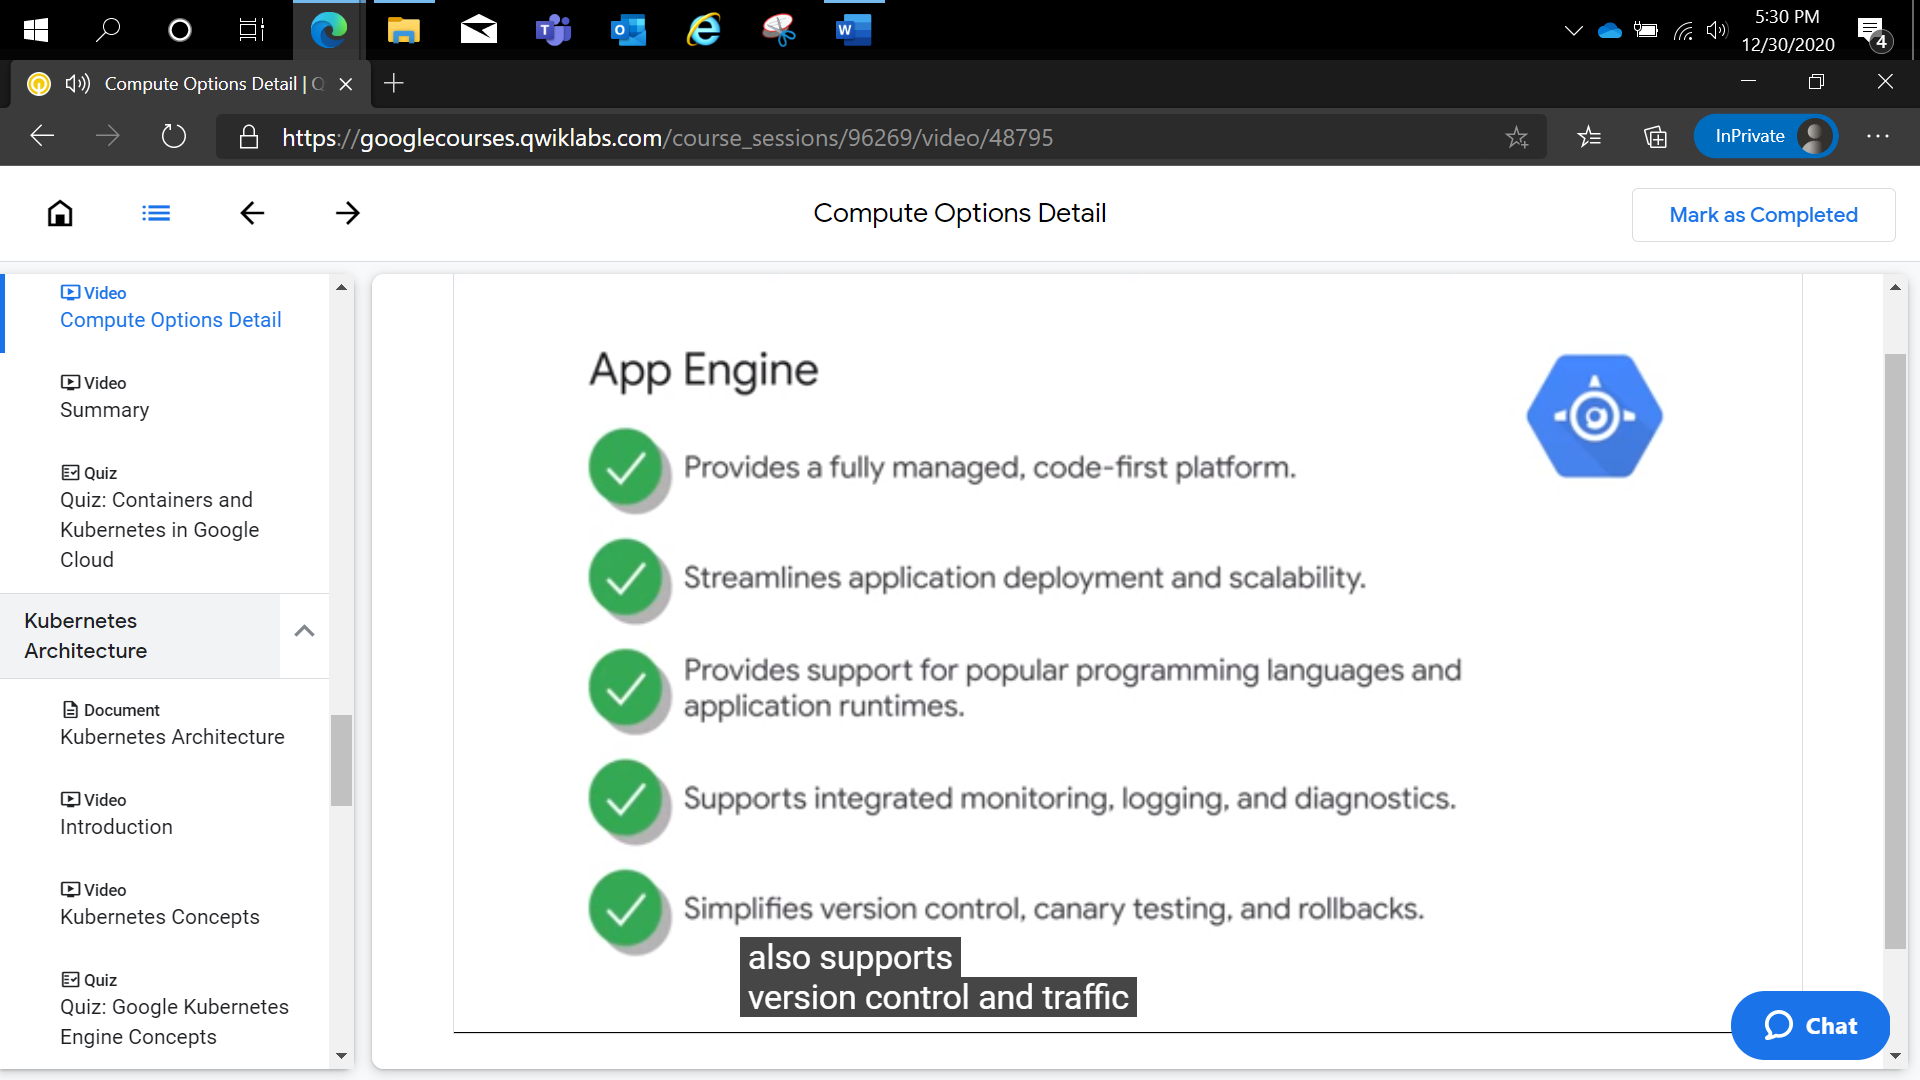 5:30 PM
12/30/2020
4
Compute Options Detail | Q
https://googlecourses.qwiklabs.com/course_sessions/96269/video/48795
InPrivate
Compute Options Detail
Mark as Completed
Video
Compute Options Detail
Video
Summary
Quiz
Quiz: Containers and
Kubernetes in Google
Cloud
Kubernetes
Architecture
Document
Kubernetes Architecture
Video
Introduction
Video
Kubernetes Concepts
Quiz
Quiz: Google Kubernetes
Engine Concepts
App Engine
Provides a fully managed, code-first platform.
Streamlines application deployment and scalability.
Provides support for popular programming languages and
application runtimes.
Supports integrated monitoring, logging, and diagnostics.
Simplifies version control, canary testing, and rollbacks.
also supports
version control and traffic
Chat